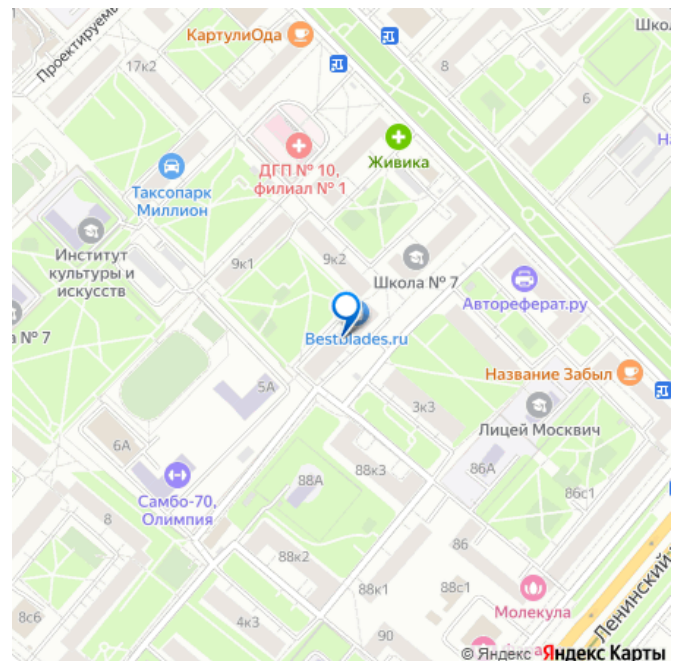 КартулиОда
Шко
Проектируемы
17к2
8
6
Н
ДГП № 10,
филиал № 1
Живика
Таксопарк
Миллион
Институт
культуры и
искусств
9к1
9к2
Школа № 7
Автореферат.ру
№ 7
Bestblades.ru
Название Забыл
5А
3к3
Лицей Москвич
6А
88А
88к3
86А
86с1
Самбо-70,
Олимпия
8
88к2
86
88к1
88с1
Молекула
Ленинский
8с6
4к3
90
© Яндекс Яндекс Карты